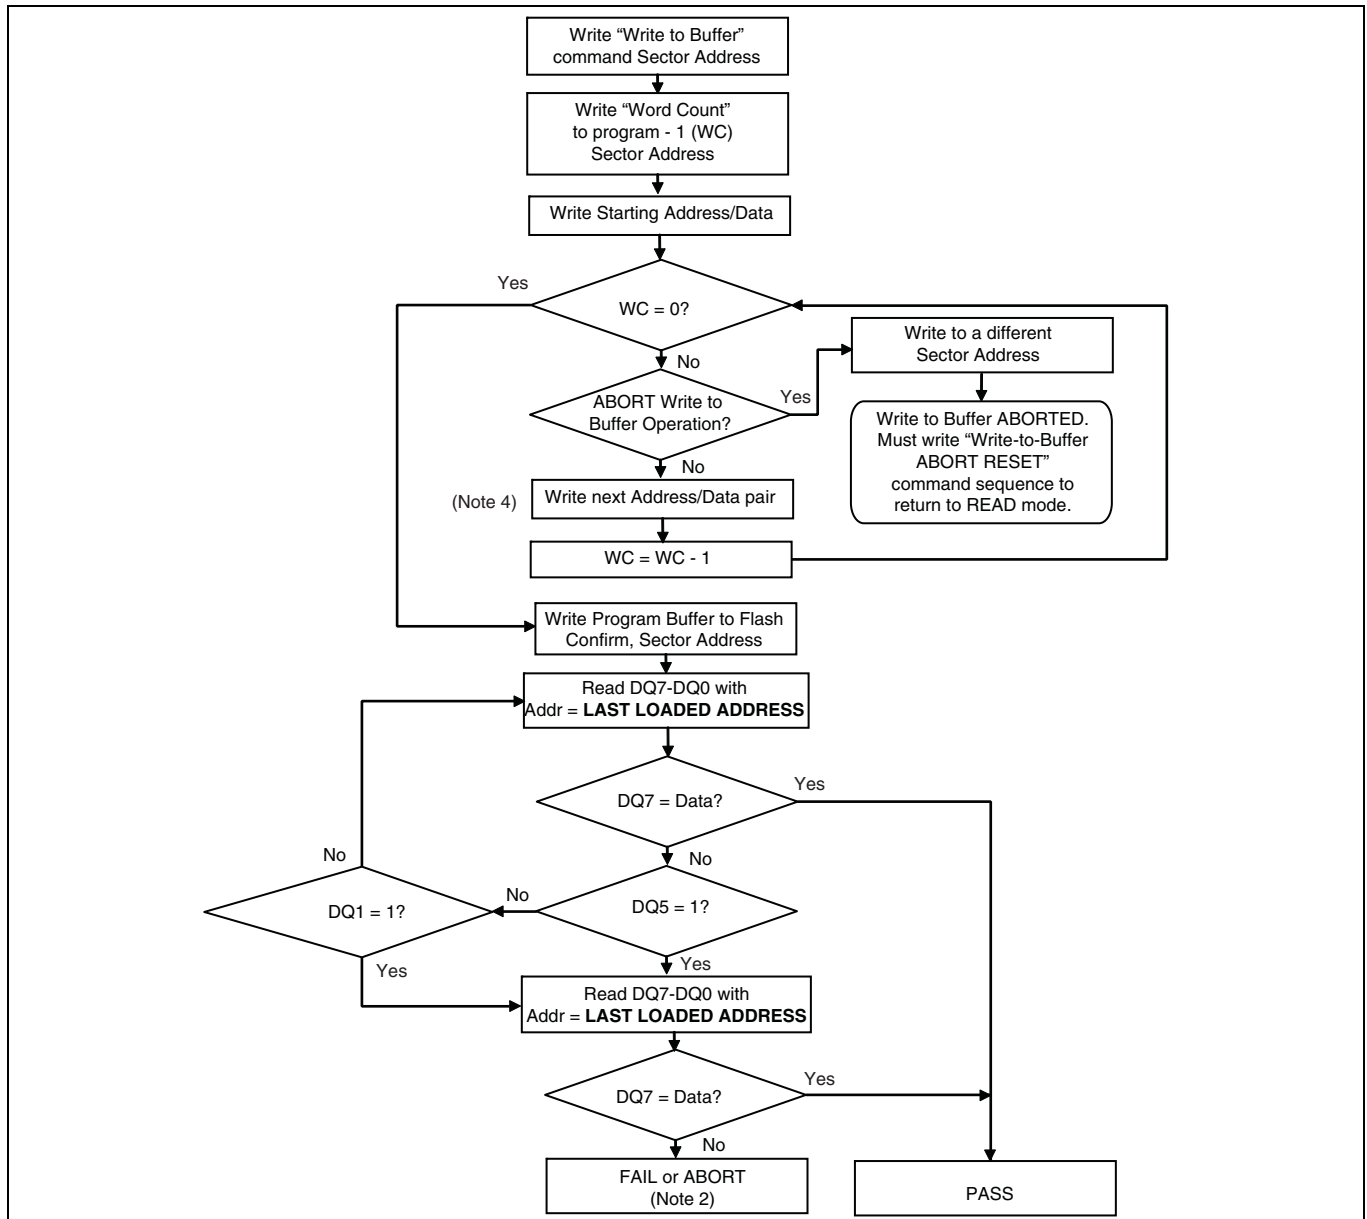 Write “Write to Buffer”
command Sector Address
Write “Word Count”
to program - 1 (WC)
Sector Address
Write Starting Address/Data
Yes
WC = 0?
No
Write to a different
Sector Address
ABORT Write to
Buffer Operation?
Yes
Write to Buffer ABORTED.
Must write “Write-to-Buffer
ABORT RESET”
command sequence to
return to READ mode.
No
(Note 4)
Write next Address/Data pair
WC = WC - 1
Write Program Buffer to Flash
Confirm, Sector Address
Read DQ7-DQ0 with
Addr = LAST LOADED ADDRESS
DQ7 = Data?
Yes
No
No
DQ1 = 1?
No
DQ5 = 1?
Yes
Yes
Read DQ7-DQ0 with
Addr = LAST LOADED ADDRESS
DQ7 = Data?
Yes
No
FAIL or ABORT
(Note 2)
PASS